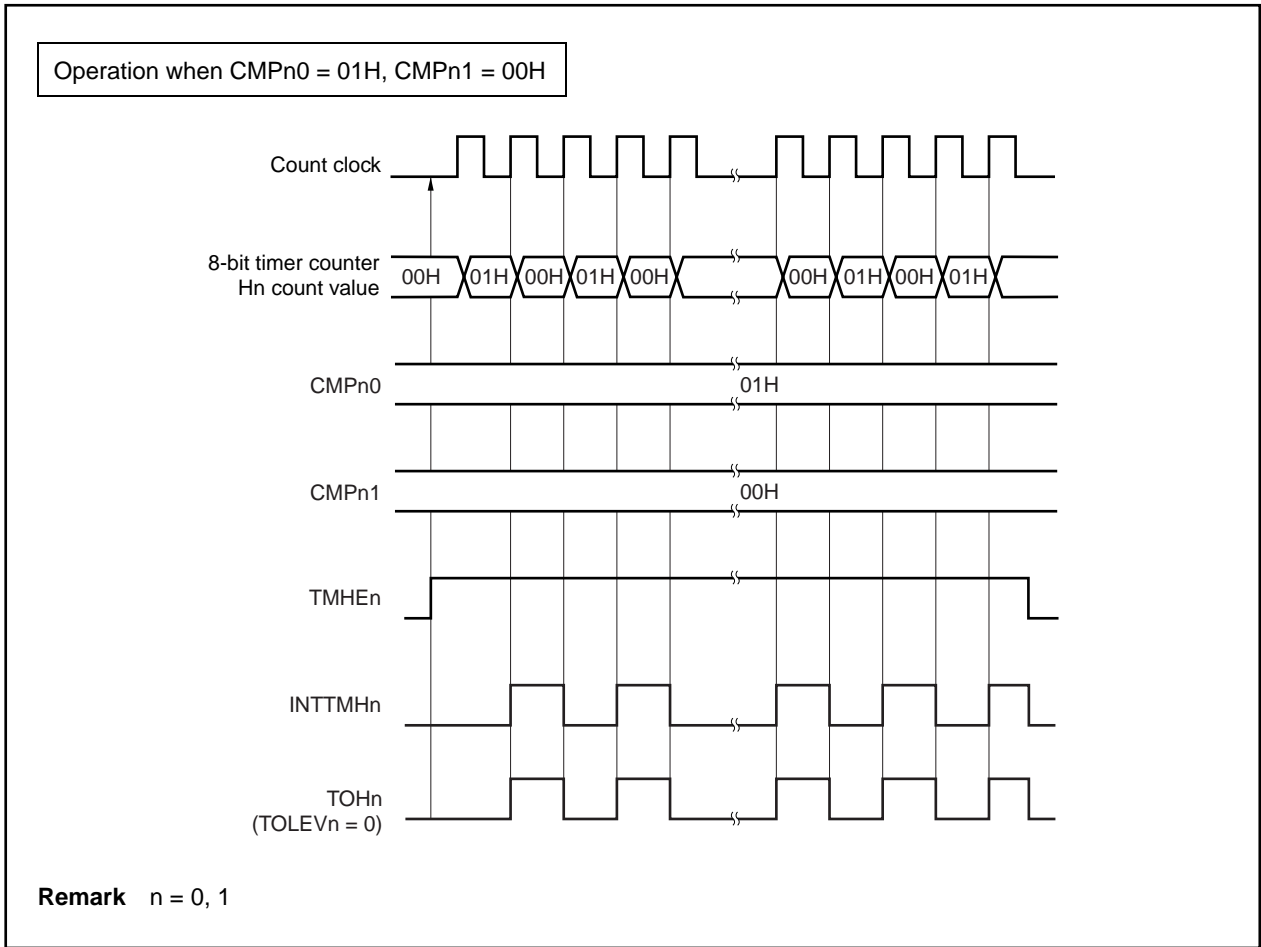 Operation when CMPn0 = 01H, CMPn1 = 00H
Count clock
8-bit timer counter
Hn count value
00H 01H 00H 01H 00H 00H 01H 00H 01H
CMPn0
01H
CMPn1
00H
TMHEn
INTTMHn
TOHn
(TOLEVn = 0)
Remark n = 0, 1